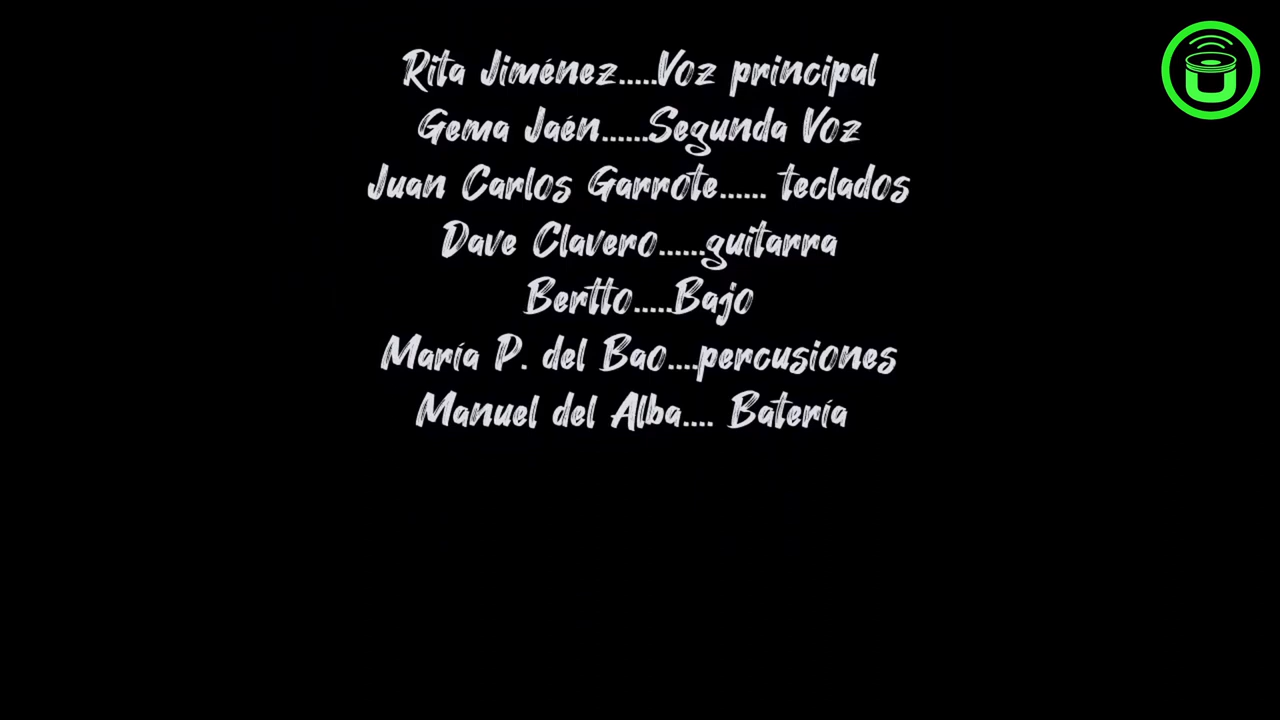 Rita Jiménez.....Voz principal
Gema Jaén......Segunda Voz
Juan Carlos Garrote...... teclados
Dave Clavero......guitarra
Bertto.....Bajo
María P. del Bao....percusiones
Manuel del Alba.... Batería